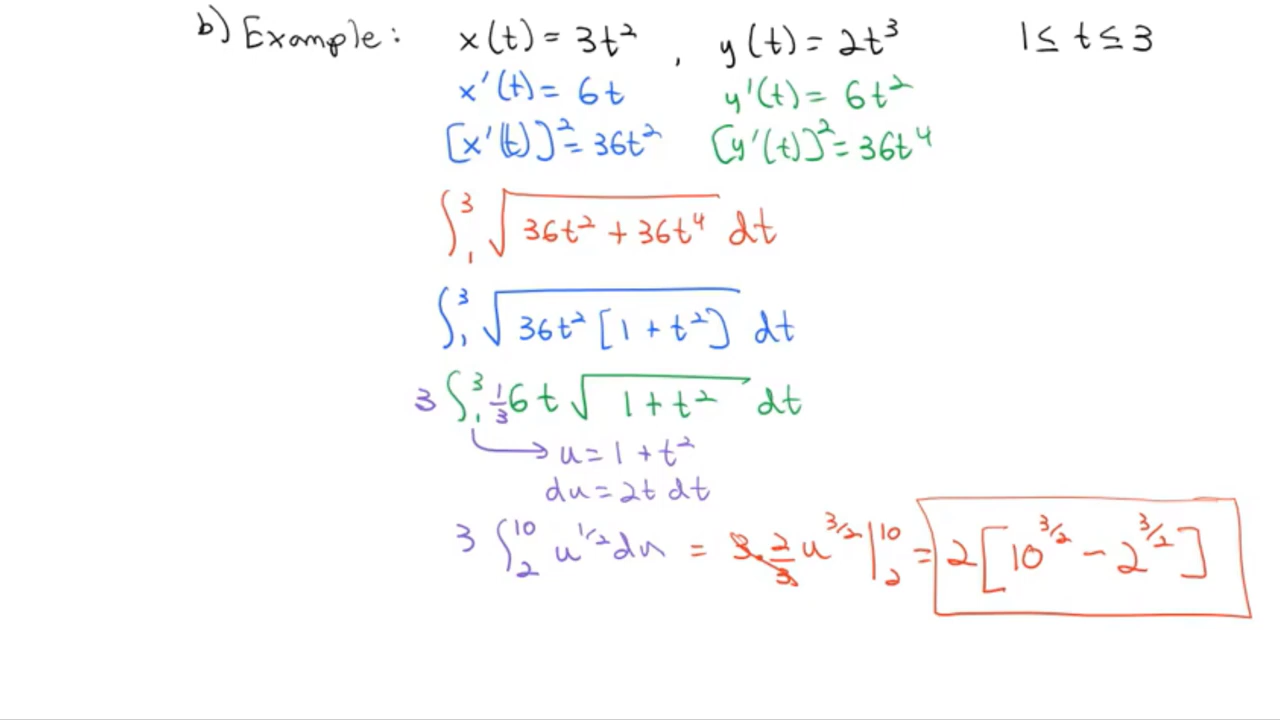 b) Example: x(t) = 3t², y(t) = 2t³ 1 ≤ t ≤ 3
x'(t) = 6t y'(t) = 6t²
[x'(t)]² = 36t² [y'(t)]² = 36t⁴
∫₁³ √(36t² + 36t⁴) dt
∫₁³ √(36t² [1 + t²]) dt
3 ∫₁³ ⅓ 6t √(1 + t²) dt
→ u = 1 + t²
du = 2t dt
3 ∫₂¹⁰ u^(1/2) du = 3 · 2/3 u^(3/2) |₂¹⁰ = 2[10^(3/2) − 2^(3/2)]